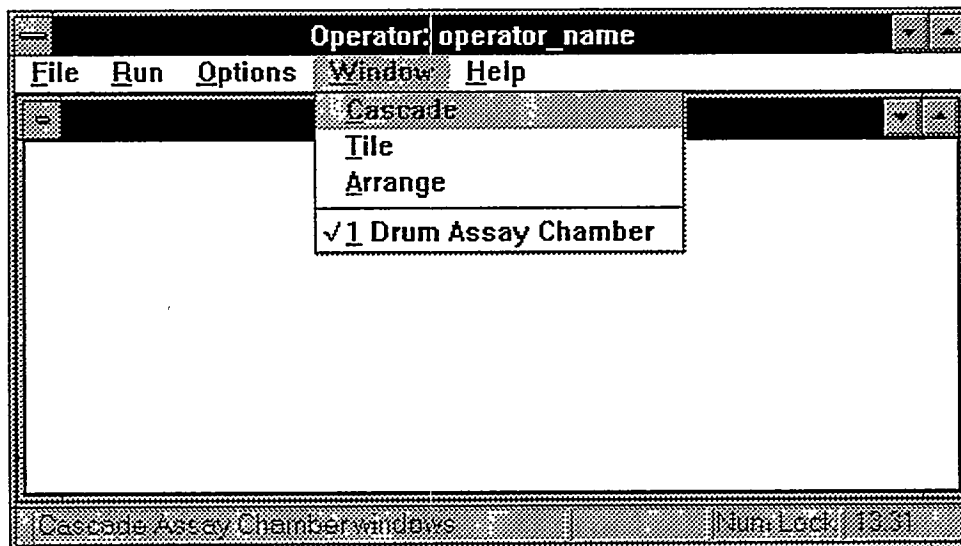 Operator: operator_name
File Run Options Window Help
Cascade
Tile
Arrange
√ 1 Drum Assay Chamber
Cascade Assay Chamber windows Num Lock 13:31